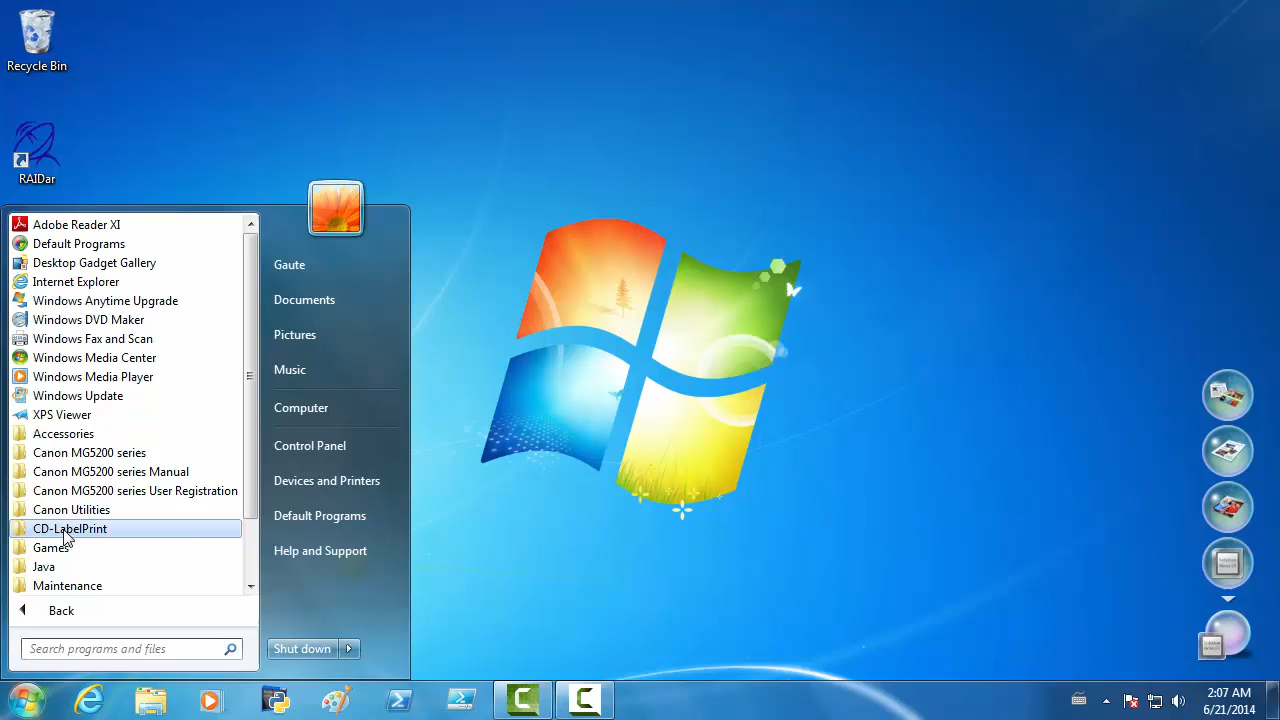 Recycle Bin
RAIDar
Adobe Reader XI
Default Programs
Desktop Gadget Gallery
Internet Explorer
Windows Anytime Upgrade
Windows DVD Maker
Windows Fax and Scan
Windows Media Center
Windows Media Player
Windows Update
XPS Viewer
Accessories
Canon MG5200 series
Canon MG5200 series Manual
Canon MG5200 series User Registration
Canon Utilities
CD-LabelPrint
Games
Java
Maintenance
Back
Search programs and files
Gaute
Documents
Pictures
Music
Computer
Control Panel
Devices and Printers
Default Programs
Help and Support
Shut down
2:07 AM
6/21/2014